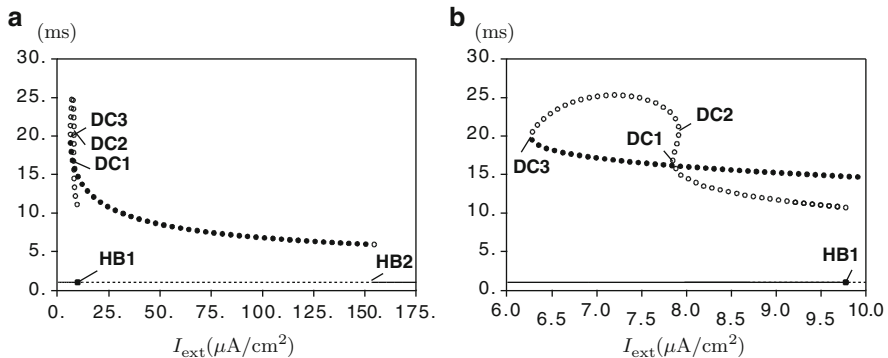 a
(ms)
30.
25.
20.
15.
10.
5.
0.
DC3
DC2
DC1
HB1
HB2
0. 25. 50. 75. 100. 125. 150. 175.
I_ext(μA/cm²)
b
(ms)
30.
25.
20.
15.
10.
5.
0.
DC3
DC1
DC2
HB1
6.0 6.5 7.0 7.5 8.0 8.5 9.0 9.5 10.0
I_ext(μA/cm²)